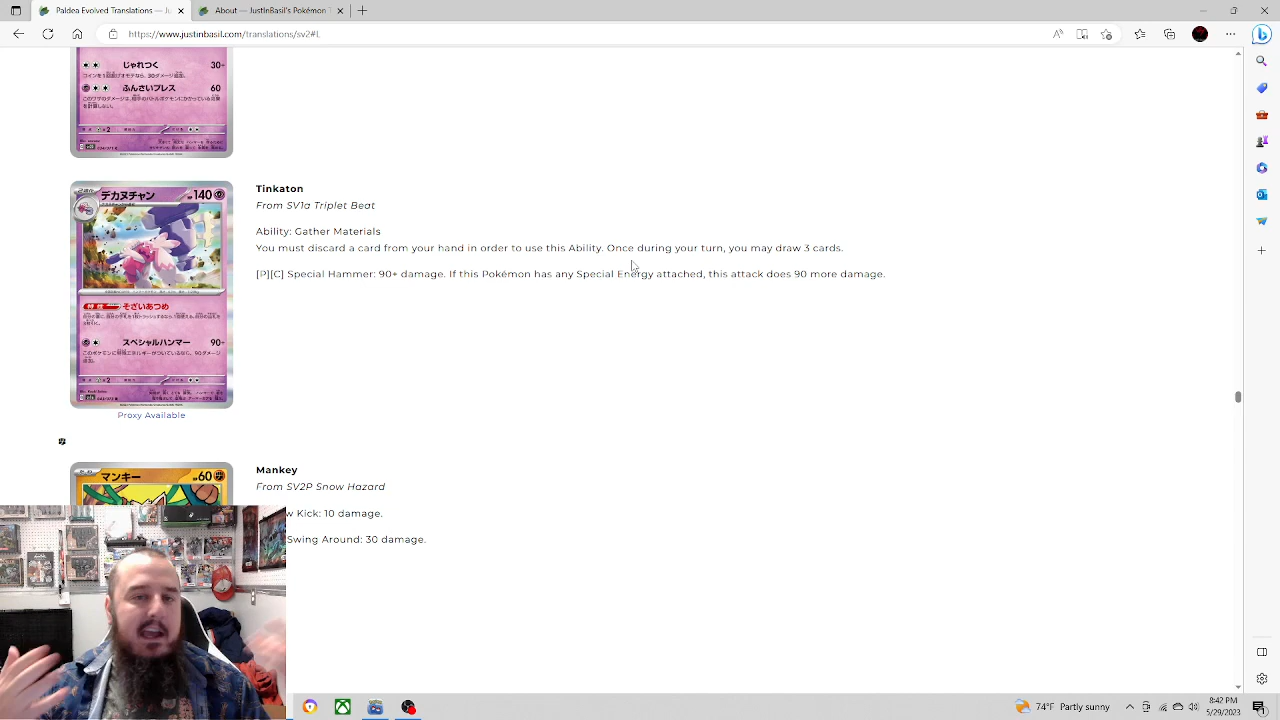 Paldea Evolved Translations – Ju
Amazon.com: Pokémon T
https://www.justinbasil.com/translations/sv2#L
じゃれつく 30+
ふんさいプレス 60
Tinkaton
From SV1a Triplet Beat
デカヌチャン HP140
Ability: Gather Materials
You must discard a card from your hand in order to use this Ability. Once during your turn, you may draw 3 cards.
[P][C] Special Hammer: 90+ damage. If this Pokémon has any Special Energy attached, this attack does 90 more damage.
そざいあつめ
スペシャルハンマー 90+
Proxy Available
Mankey
マンキー HP60
From SV2P Snow Hazard
w Kick: 10 damage.
Swing Around: 30 damage.
74°F Partly sunny
8:42 PM
5/29/2023